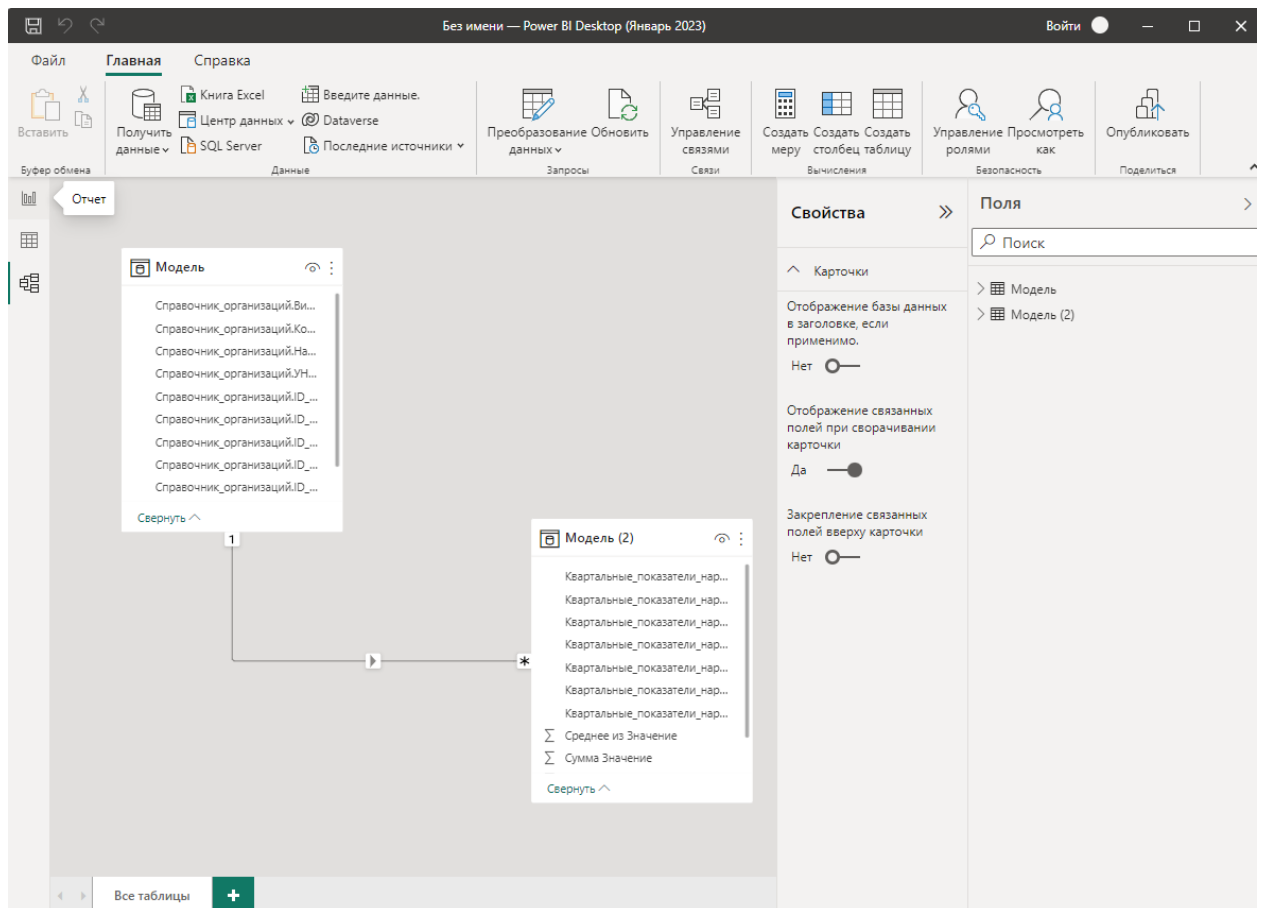 Без имени — Power BI Desktop (Январь 2023)
Войти
Файл
Главная
Справка
Вставить
Буфер обмена
Получить
данные
Книга Excel
Центр данных
SQL Server
Введите данные.
Dataverse
Последние источники
Данные
Преобразование
данных
Обновить
Запросы
Управление
связями
Связи
Создать
меру
Создать
столбец
Создать
таблицу
Вычисления
Управление
ролями
Просмотреть
как
Безопасность
Опубликовать
Поделиться
Отчет
Модель
Справочник_организаций.Ви...
Справочник_организаций.Ко...
Справочник_организаций.На...
Справочник_организаций.УН...
Справочник_организаций.ID_...
Справочник_организаций.ID_...
Справочник_организаций.ID_...
Справочник_организаций.ID_...
Справочник_организаций.ID_...
Свернуть
1
*
Модель (2)
Квартальные_показатели_нар...
Квартальные_показатели_нар...
Квартальные_показатели_нар...
Квартальные_показатели_нар...
Квартальные_показатели_нар...
Квартальные_показатели_нар...
Квартальные_показатели_нар...
∑ Среднее из Значение
∑ Сумма Значение
Свернуть
Свойства
Карточки
Отображение базы данных
в заголовке, если
применимо.
Нет
Отображение связанных
полей при сворачивании
карточки
Да
Закрепление связанных
полей вверху карточки
Нет
Поля
Поиск
Модель
Модель (2)
Все таблицы
+